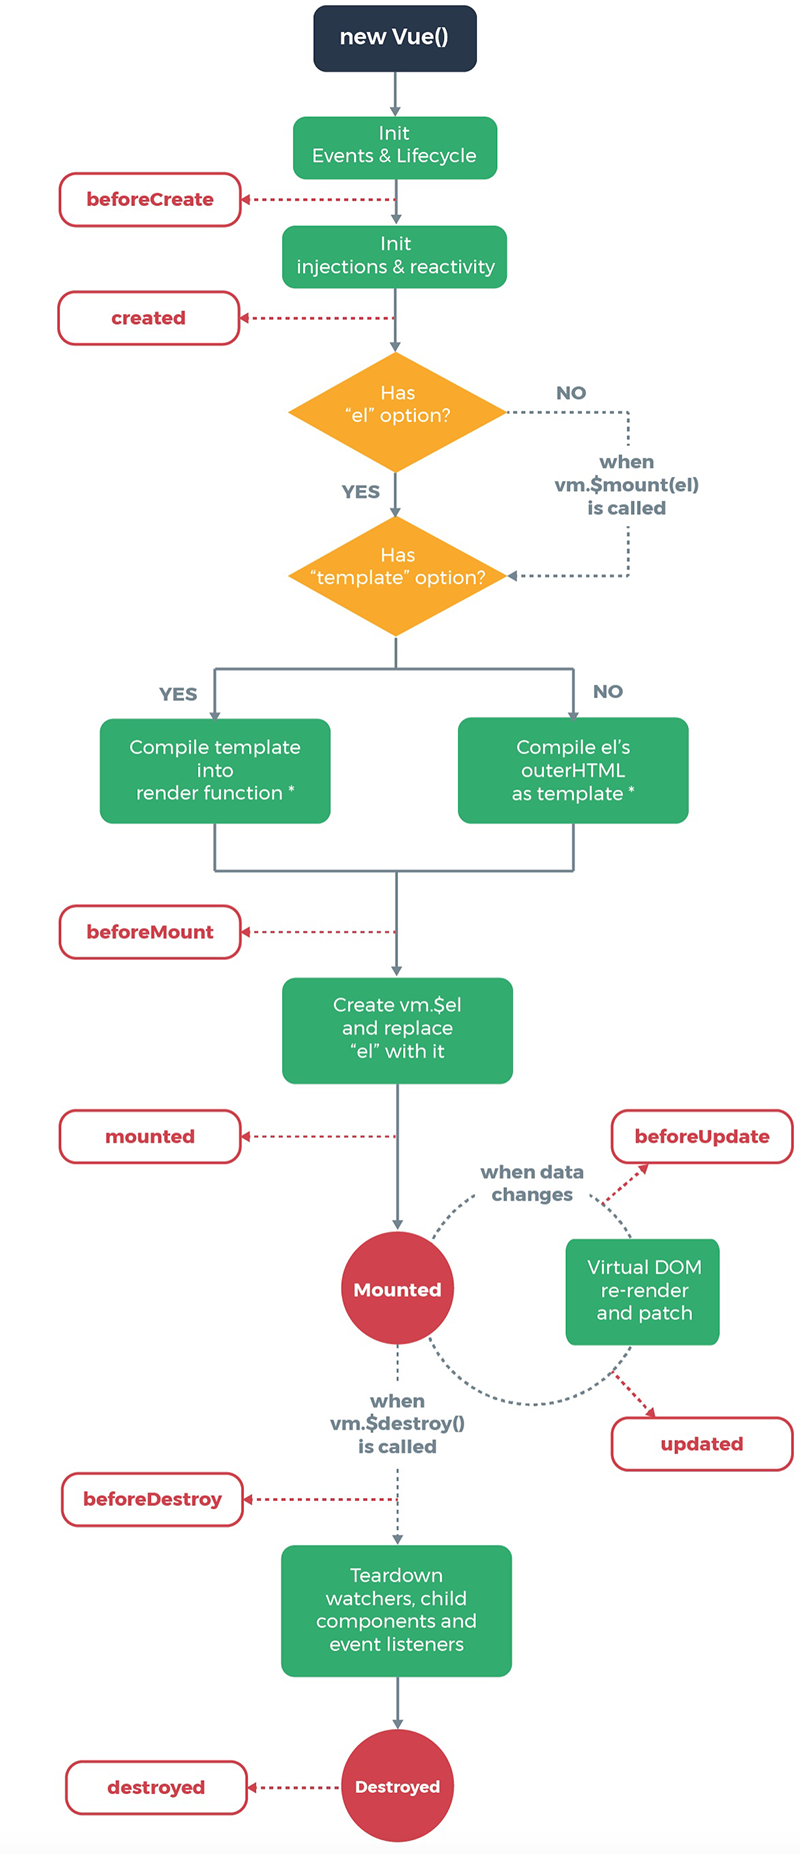 new Vue()
Init
Events & Lifecycle
beforeCreate
Init
injections & reactivity
created
Has
“el” option?
NO
when
vm.$mount(el)
is called
YES
Has
“template” option?
YES
NO
Compile template
into
render function *
Compile el’s
outerHTML
as template *
beforeMount
Create vm.$el
and replace
“el” with it
mounted
beforeUpdate
when data
changes
Mounted
Virtual DOM
re-render
and patch
when
vm.$destroy()
is called
updated
beforeDestroy
Teardown
watchers, child
components and
event listeners
destroyed
Destroyed